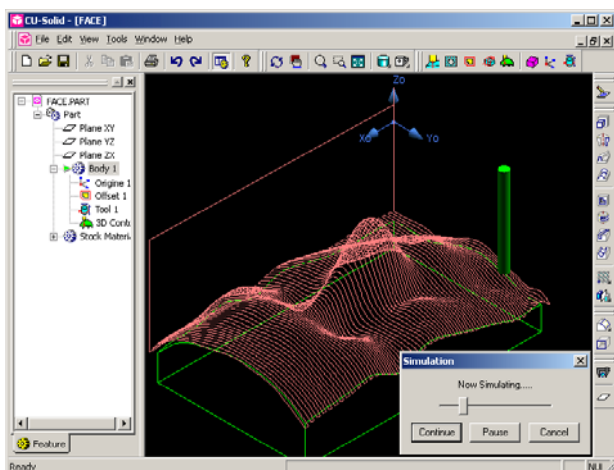 CU-Solid - [FACE]
File Edit View Tools Window Help
FACE.PART
Part
Plane XY
Plane YZ
Plane ZX
Body 1
Origine 1
Offset 1
Tool 1
3D Conto
Stock Materia
Feature
Zo
Xo
Yo
Simulation
Now Simulating.....
Continue
Pause
Cancel
Ready
NUL